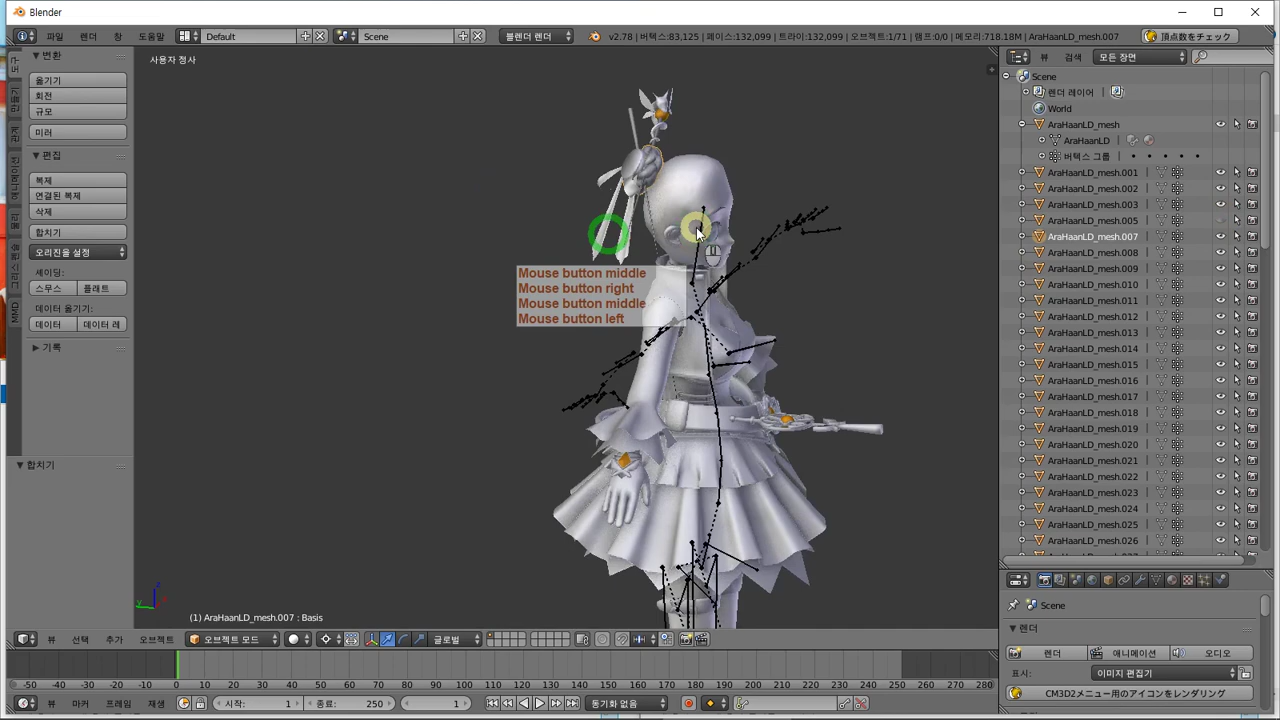 Blender
파일 렌더 창 도움말 Default Scene 블렌더 렌더 v2.78 | 버텍스:83,125 | 페이스:132,099 | 트라이:132,099 | 오브젝트:1/71 | 램프:0/0 | 메모리:718.18M | AraHaanLD_mesh.007 頂点数をチェック
변환
옮기기
회전
규모
미러
편집
복제
연결된 복제
삭제
합치기
오리진을 설정
셰이딩:
스무스 플래트
데이터 옮기기:
데이터 데이터 레
기록
합치기
MMD
사용자 정사
Mouse button middle
Mouse button right
Mouse button middle
Mouse button left
(1) AraHaanLD_mesh.007 : Basis
뷰 선택 추가 오브젝트 오브젝트 모드 글로벌
뷰 검색 모든 장면
Scene
렌더 레이어
World
AraHaanLD_mesh
AraHaanLD
버텍스 그룹
AraHaanLD_mesh.001
AraHaanLD_mesh.002
AraHaanLD_mesh.003
AraHaanLD_mesh.005
AraHaanLD_mesh.007
AraHaanLD_mesh.008
AraHaanLD_mesh.009
AraHaanLD_mesh.010
AraHaanLD_mesh.011
AraHaanLD_mesh.012
AraHaanLD_mesh.013
AraHaanLD_mesh.014
AraHaanLD_mesh.015
AraHaanLD_mesh.016
AraHaanLD_mesh.017
AraHaanLD_mesh.018
AraHaanLD_mesh.019
AraHaanLD_mesh.020
AraHaanLD_mesh.021
AraHaanLD_mesh.022
AraHaanLD_mesh.023
AraHaanLD_mesh.024
AraHaanLD_mesh.025
AraHaanLD_mesh.026
Scene
렌더
렌더 애니메이션 오디오
표시: 이미지 편집기
CM3D2メニュー用のアイコンをレンダリング
-50 -40 -30 -20 -10 0 10 20 30 40 50 60 70 80 90 100 110 120 130 140 150 160 170 180 190 200 210 220 230 240 250 260 270 280
뷰 마커 프레임 재생 시작: 1 종료: 250 1 동기화 없음